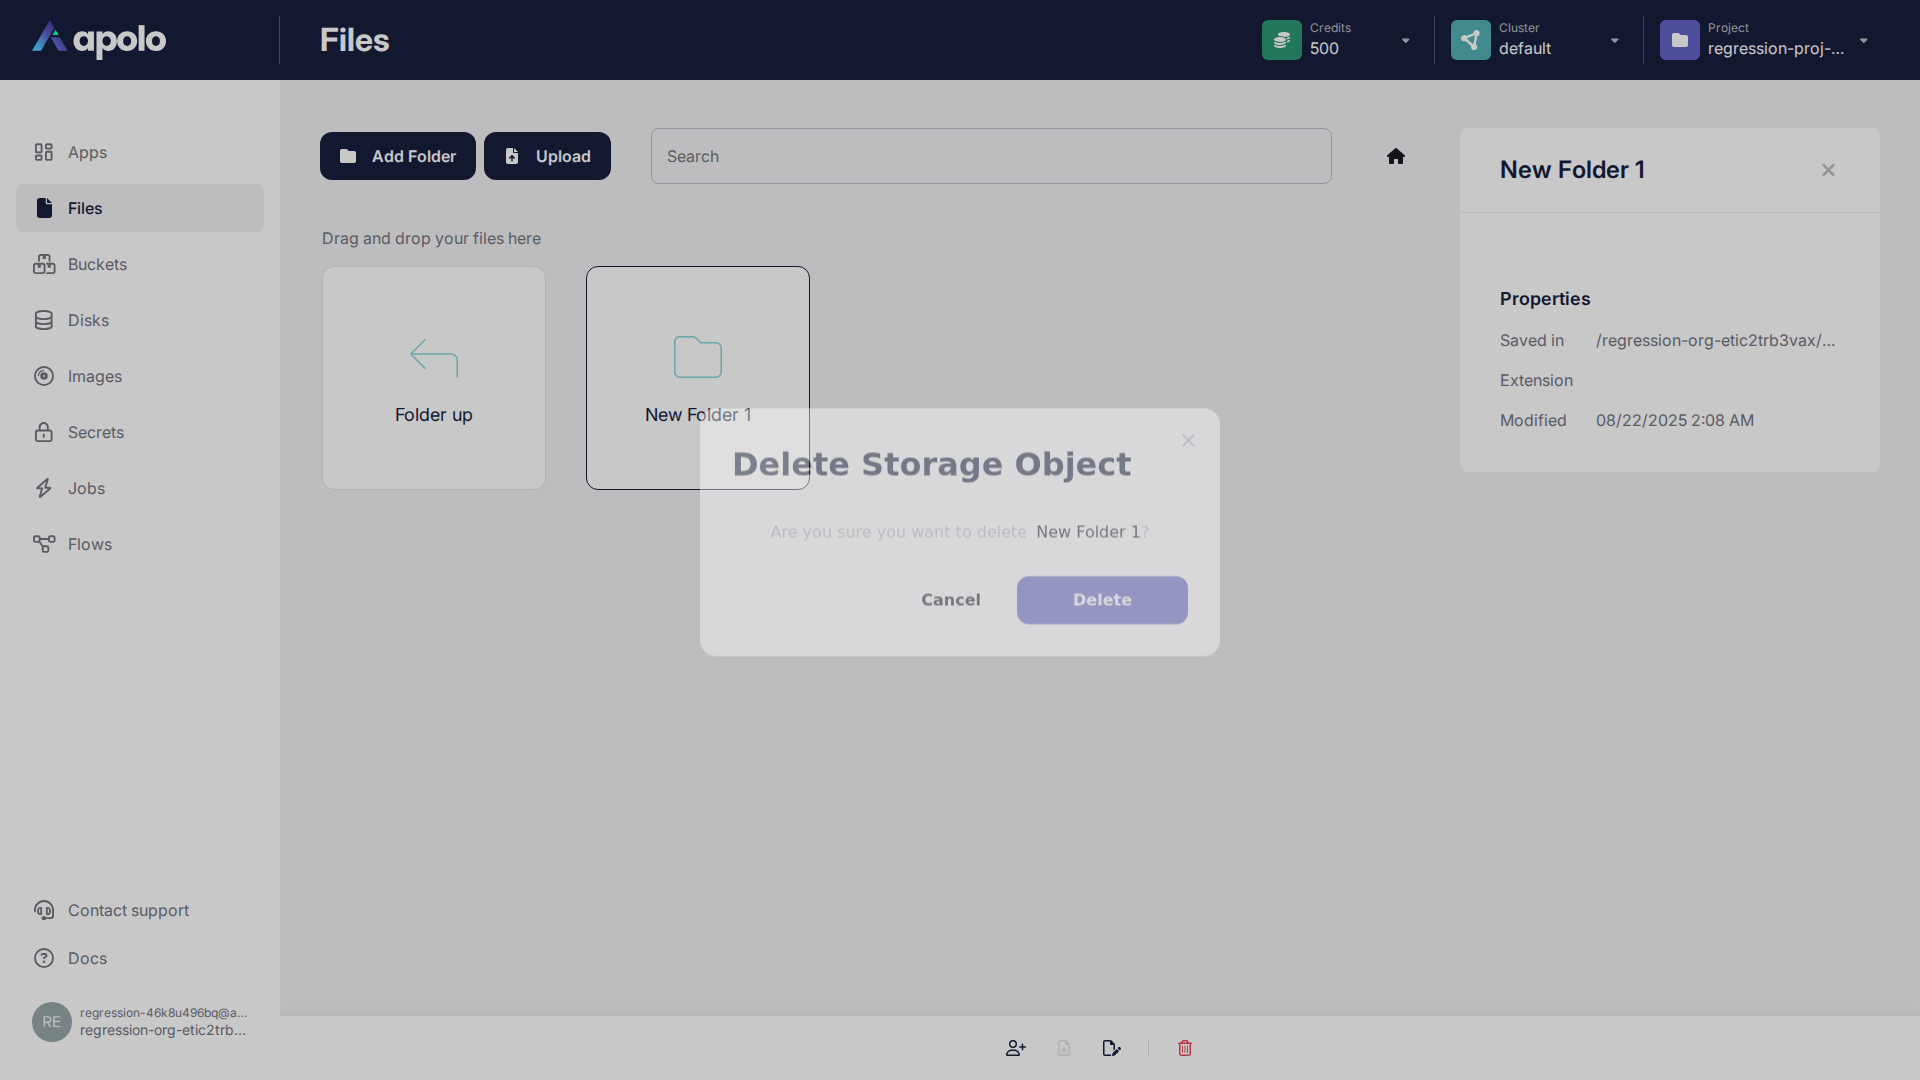 apolo
Files
Credits
500
Cluster
default
Project
regression-proj-...
Apps
Files
Buckets
Disks
Images
Secrets
Jobs
Flows
Contact support
Docs
RE
regression-46k8u496bq@a...
regression-org-etic2trb...
Add Folder
Upload
Search
Drag and drop your files here
Folder up
New Folder 1
Delete Storage Object
Are you sure you want to delete New Folder 1?
Cancel
Delete
New Folder 1
Properties
Saved in /regression-org-etic2trb3vax/...
Extension
Modified 08/22/2025 2:08 AM